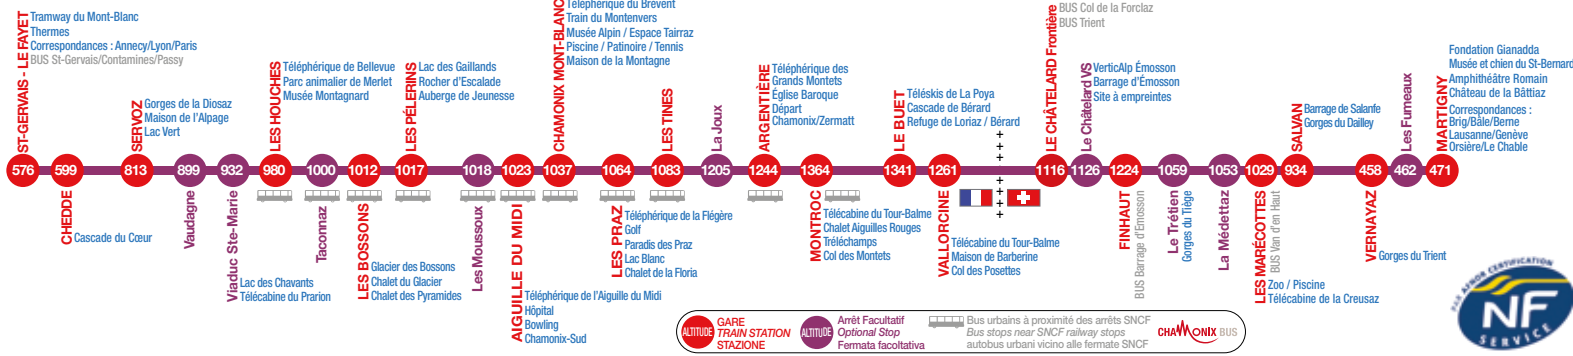 ST-GERVAIS - LE FAYET
Tramway du Mont-Blanc
Thermes
Correspondances : Annecy/Lyon/Paris
BUS St-Gervais/Contamines/Passy
576
599
CHEDDE
Cascade du Cœur
SERVOZ
Gorges de la Diosaz
Maison de l'Alpage
Lac Vert
813
899
Vaudagne
932
Viaduc Ste-Marie
Lac des Chavants
Télécabine du Prarion
LES HOUCHES
Téléphérique de Bellevue
Parc animalier de Merlet
Musée Montagnard
980
1000
Taconnaz
1012
LES BOSSONS
Glacier des Bossons
Chalet du Glacier
Chalet des Pyramides
LES PÉLERINS
Lac des Gaillands
Rocher d'Escalade
Auberge de Jeunesse
1017
1018
Les Moussoux
1023
AIGUILLE DU MIDI
Téléphérique de l'Aiguille du Midi
Hôpital
Bowling
Chamonix-Sud
CHAMONIX MONT-BLANC
Téléphérique du Brévent
Train du Montenvers
Musée Alpin / Espace Tairraz
Piscine / Patinoire / Tennis
Maison de la Montagne
1037
1064
LES PRAZ
Téléphérique de la Flégère
Golf
Paradis des Praz
Lac Blanc
Chalet de la Floria
LES TINES
1083
La Joux
1205
ARGENTIÈRE
Téléphérique des
Grands Montets
Église Baroque
Départ
Chamonix/Zermatt
1244
1364
MONTROC
Télécabine du Tour-Balme
Chalet Aiguilles Rouges
Tréléchamps
Col des Montets
LE BUET
Téléskis de La Poya
Cascade de Bérard
Refuge de Loriaz / Bérard
1341
1261
VALLORCINE
Télécabine du Tour-Balme
Maison de Barberine
Col des Posettes
LE CHÂTELARD Frontière
BUS Col de la Forclaz
BUS Trient
1116
Le Châtelard VS
VerticAlp Émosson
Barrage d'Émosson
Site à empreintes
1126
1224
FINHAUT
BUS Barrage d'Emosson
1059
Le Trétien
Gorges du Tiège
1053
La Médettaz
1029
LES MARÉCOTTES
BUS Van d'en Haut
Zoo / Piscine
Télécabine de la Creusaz
SALVAN
Barrage de Salanfe
Gorges du Dailley
934
458
VERNAYAZ
Gorges du Trient
Les Fumeaux
462
MARTIGNY
Fondation Gianadda
Musée et chien du St-Bernard
Amphithéâtre Romain
Château de la Bâttiaz
Correspondances :
Brig/Bâle/Berne
Lausanne/Genève
Orsière/Le Chable
471
ALTITUDE
GARE
TRAIN STATION
STAZIONE
ALTITUDE
Arrêt Facultatif
Optional Stop
Fermata facoltativa
Bus urbains à proximité des arrêts SNCF
Bus stops near SNCF railway stops
autobus urbani vicino alle fermate SNCF
CHAMONIX BUS
PAR AFNOR CERTIFICATION
NF
SERVICE